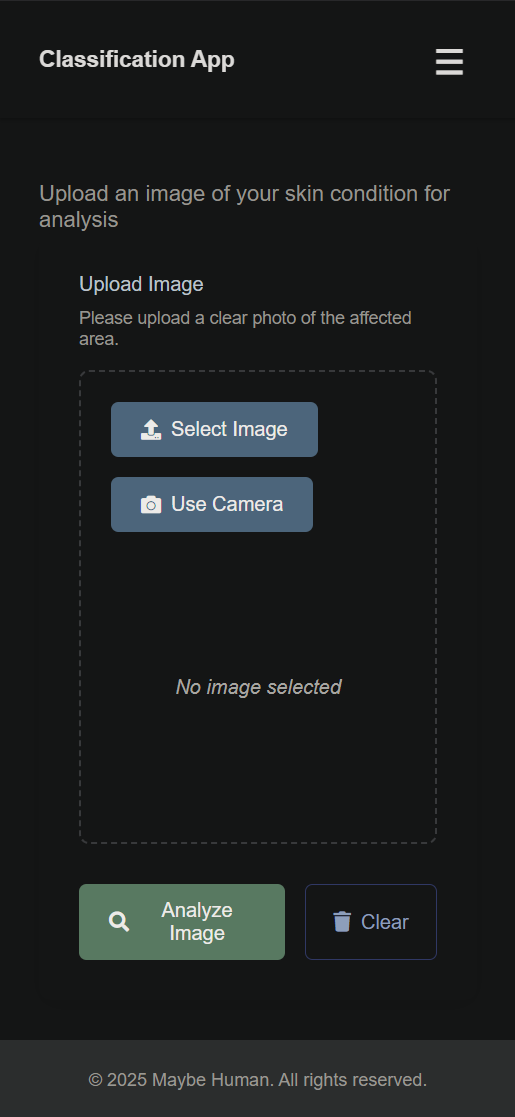 Classification App
Upload an image of your skin condition for
analysis
Upload Image
Please upload a clear photo of the affected
area.
Select Image
Use Camera
No image selected
Analyze
Image
Clear
© 2025 Maybe Human. All rights reserved.